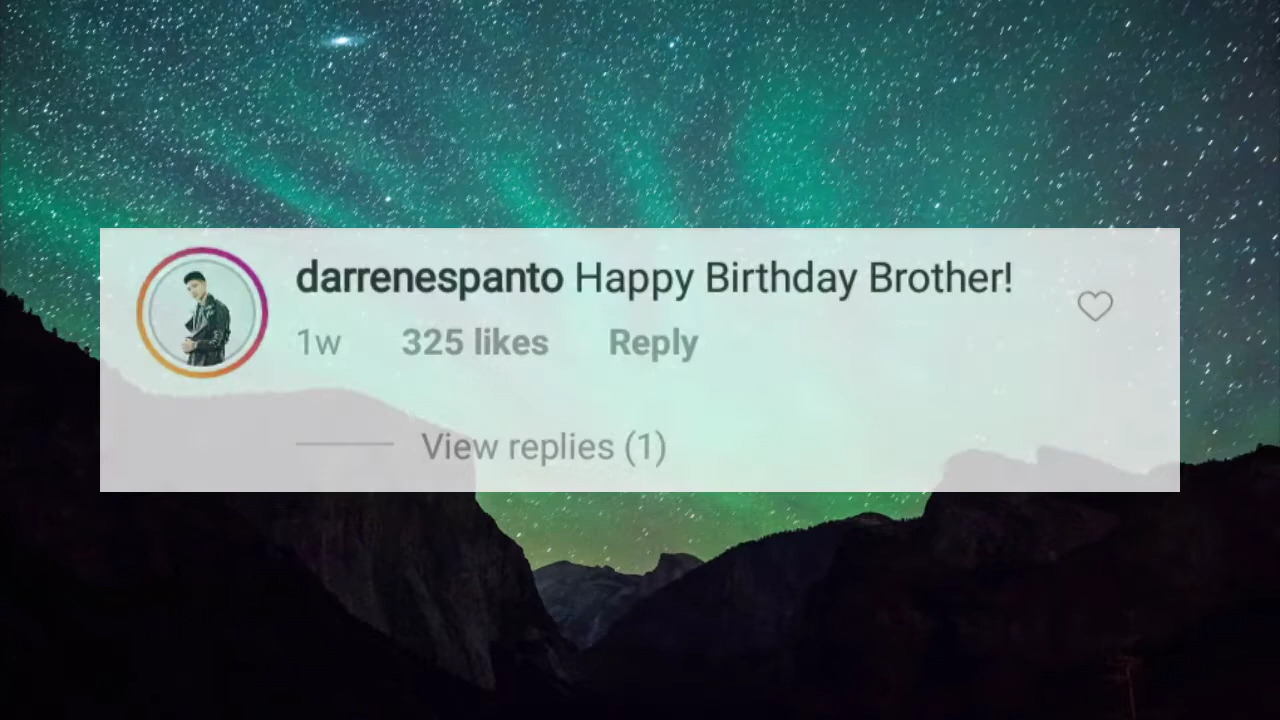 darrenespanto Happy Birthday Brother!
1w 325 likes Reply
View replies (1)